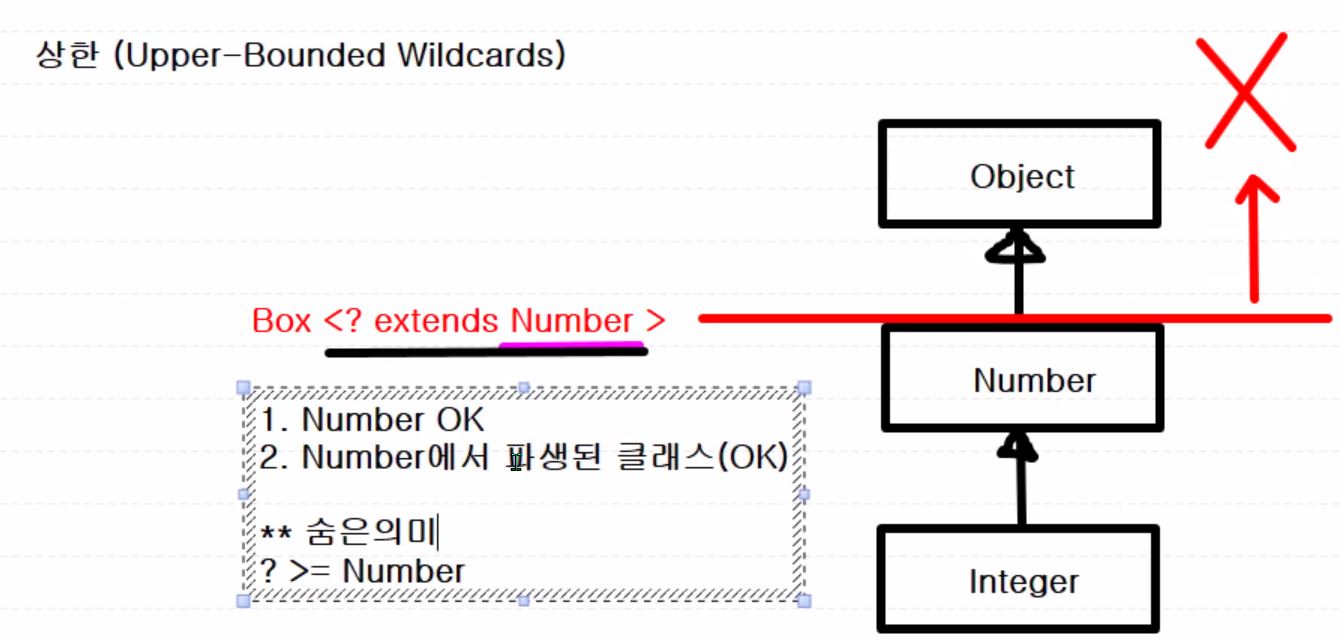 상한 (Upper-Bounded Wildcards)
Object
Box <? extends Number >
Number
1. Number OK
2. Number에서 파생된 클래스(OK)
** 숨은의미
? >= Number
Integer